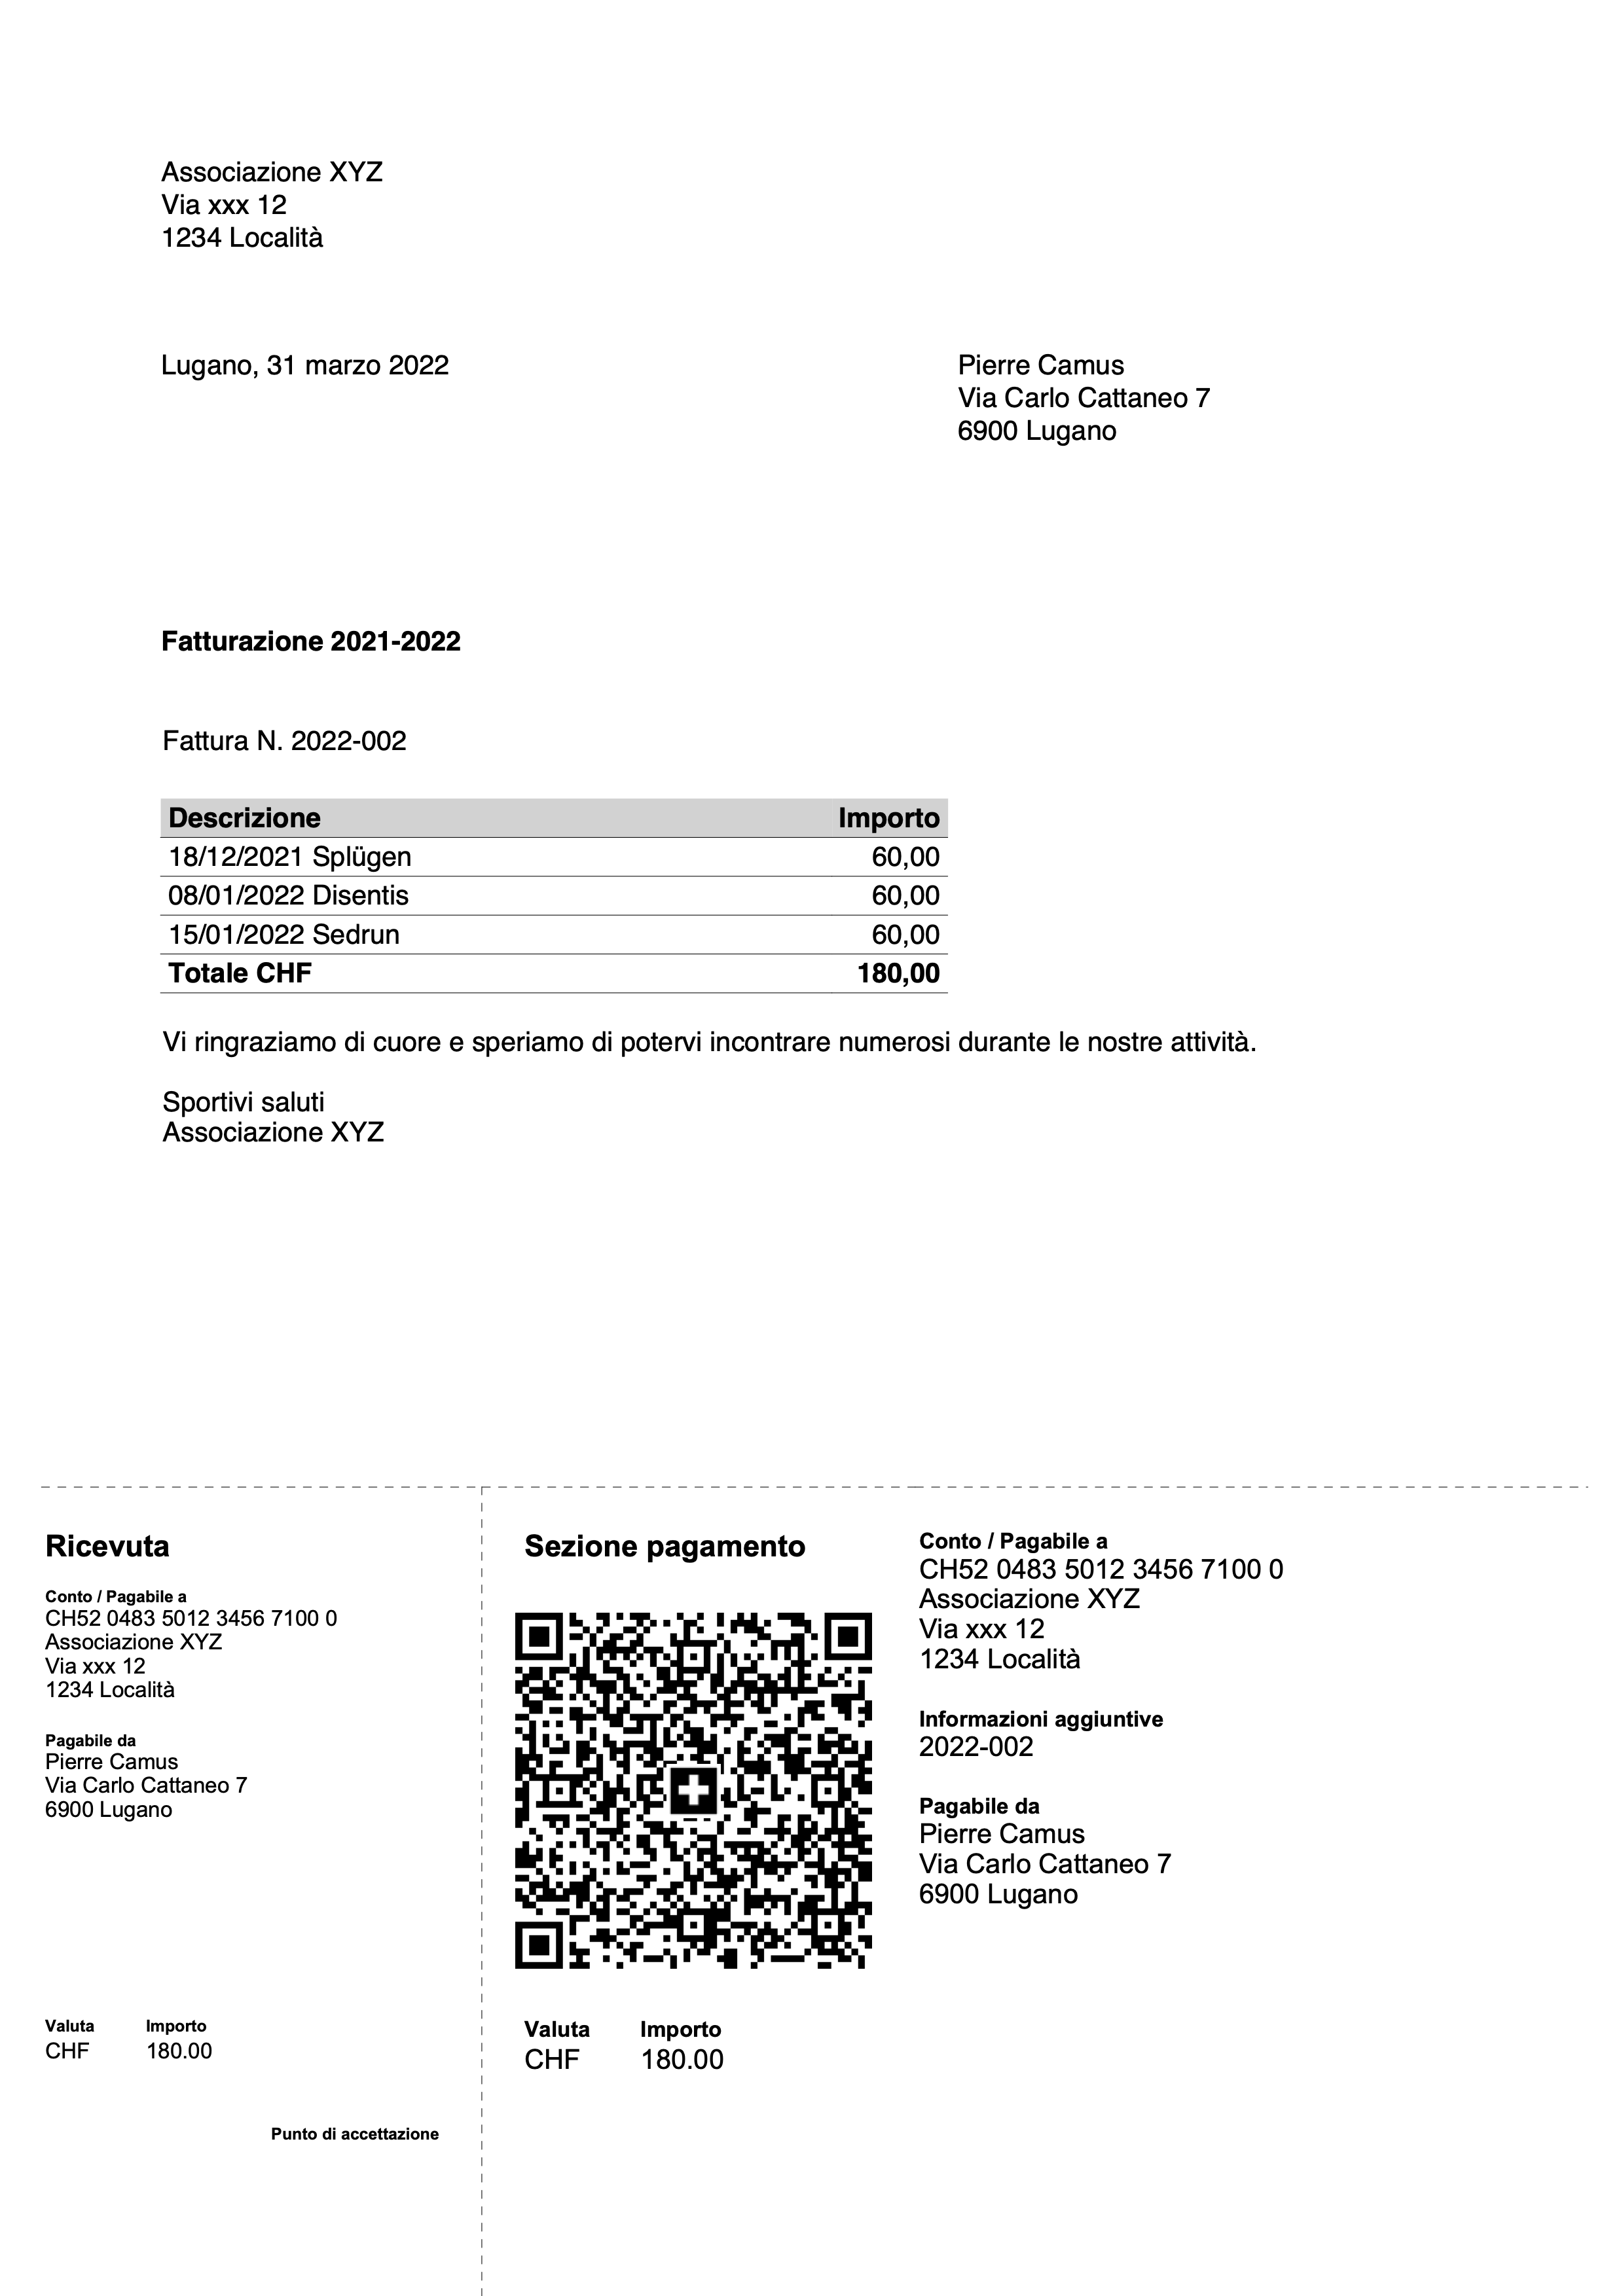 Associazione XYZ
Via xxx 12
1234 Località
Lugano, 31 marzo 2022
Pierre Camus
Via Carlo Cattaneo 7
6900 Lugano
Fatturazione 2021-2022
Fattura N. 2022-002
Descrizione Importo
18/12/2021 Splügen 60,00
08/01/2022 Disentis 60,00
15/01/2022 Sedrun 60,00
Totale CHF 180,00
Vi ringraziamo di cuore e speriamo di potervi incontrare numerosi durante le nostre attività.
Sportivi saluti
Associazione XYZ
Ricevuta
Conto / Pagabile a
CH52 0483 5012 3456 7100 0
Associazione XYZ
Via xxx 12
1234 Località
Pagabile da
Pierre Camus
Via Carlo Cattaneo 7
6900 Lugano
Valuta Importo
CHF 180.00
Punto di accettazione
Sezione pagamento
Valuta Importo
CHF 180.00
Conto / Pagabile a
CH52 0483 5012 3456 7100 0
Associazione XYZ
Via xxx 12
1234 Località
Informazioni aggiuntive
2022-002
Pagabile da
Pierre Camus
Via Carlo Cattaneo 7
6900 Lugano